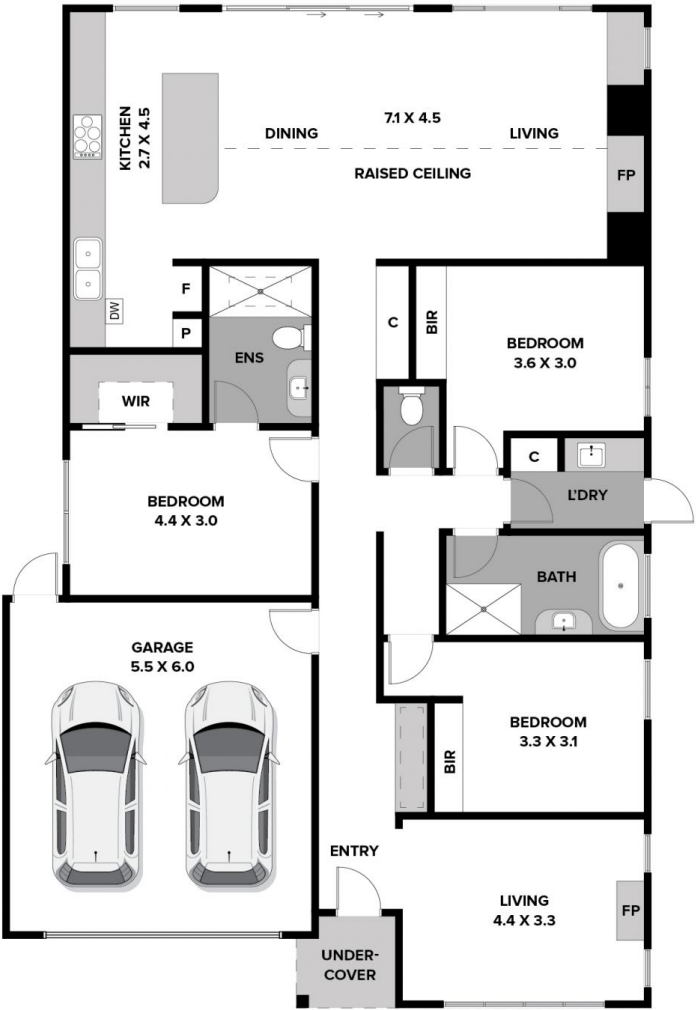 KITCHEN
2.7 X 4.5
7.1 X 4.5
DINING
LIVING
RAISED CEILING
FP
F
DW
P
ENS
C
BIR
BEDROOM
3.6 X 3.0
WIR
C
L'DRY
BEDROOM
4.4 X 3.0
BATH
GARAGE
5.5 X 6.0
BEDROOM
3.3 X 3.1
BIR
ENTRY
LIVING
4.4 X 3.3
FP
UNDER-
COVER